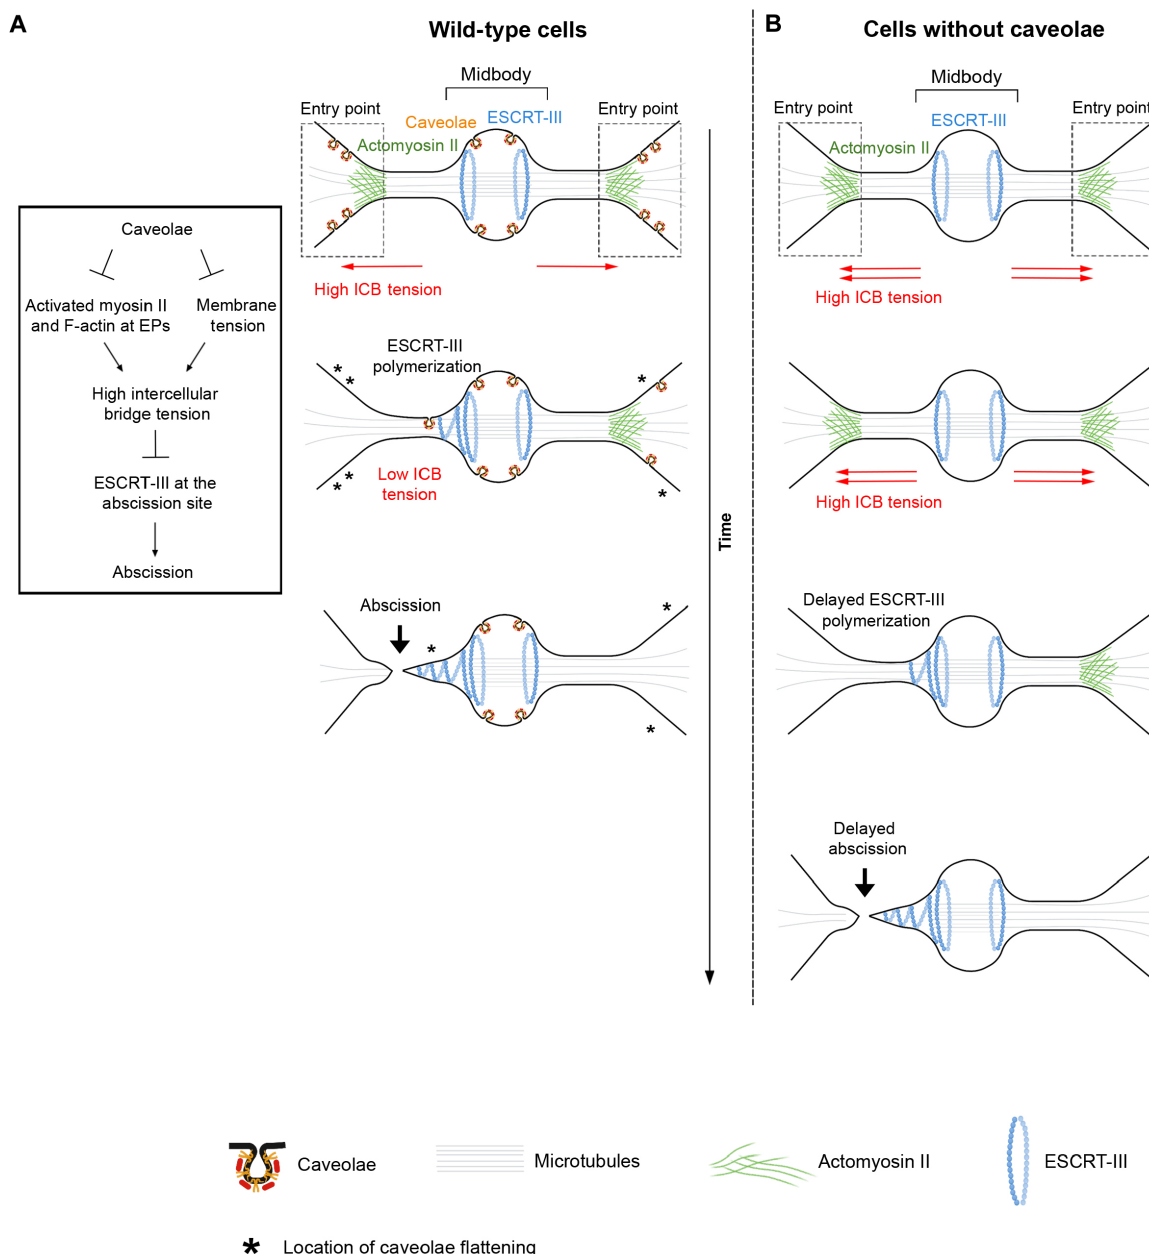 A
Wild-type cells
Midbody
Entry point
Entry point
Caveolae
ESCRT-III
Actomyosin II
High ICB tension
Caveolae
Activated myosin II
and F-actin at EPs
Membrane
tension
High intercellular
bridge tension
ESCRT-III at the
abscission site
Abscission
ESCRT-III
polymerization
* * * * * * *
Low ICB
tension
Abscission
* * *
Time
B
Cells without caveolae
Midbody
Entry point
Entry point
ESCRT-III
Actomyosin II
High ICB tension
High ICB tension
Delayed ESCRT-III
polymerization
Delayed
abscission
Caveolae
Microtubules
Actomyosin II
ESCRT-III
* Location of caveolae flattening